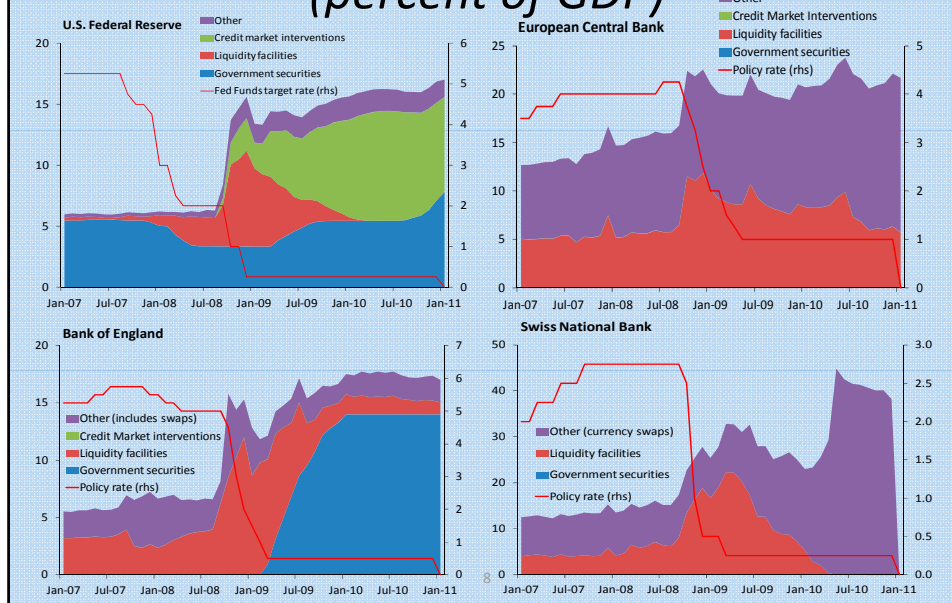 (percent of GDP)
U.S. Federal Reserve
Other
Credit market interventions
Liquidity facilities
Government securities
Fed Funds target rate (rhs)
20
15
10
5
0
6
5
4
3
2
1
0
Jan-07 Jul-07 Jan-08 Jul-08 Jan-09 Jul-09 Jan-10 Jul-10 Jan-11
European Central Bank
Other
Credit Market Interventions
Liquidity facilities
Government securities
Policy rate (rhs)
25
20
15
10
5
0
5
4
3
2
1
0
Jan-07 Jul-07 Jan-08 Jul-08 Jan-09 Jul-09 Jan-10 Jul-10 Jan-11
Bank of England
20
15
10
5
0
Other (includes swaps)
Credit Market interventions
Liquidity facilities
Government securities
Policy rate (rhs)
7
6
5
4
3
2
1
0
Jan-07 Jul-07 Jan-08 Jul-08 Jan-09 Jul-09 Jan-10 Jul-10 Jan-11
Swiss National Bank
50
40
30
20
10
0
Other (currency swaps)
Liquidity facilities
Government securities
Policy rate (rhs)
3.0
2.5
2.0
1.5
1.0
0.5
0.0
Jan-07 Jul-07 Jan-08 Jul-08 Jan-09 Jul-09 Jan-10 Jul-10 Jan-11
8